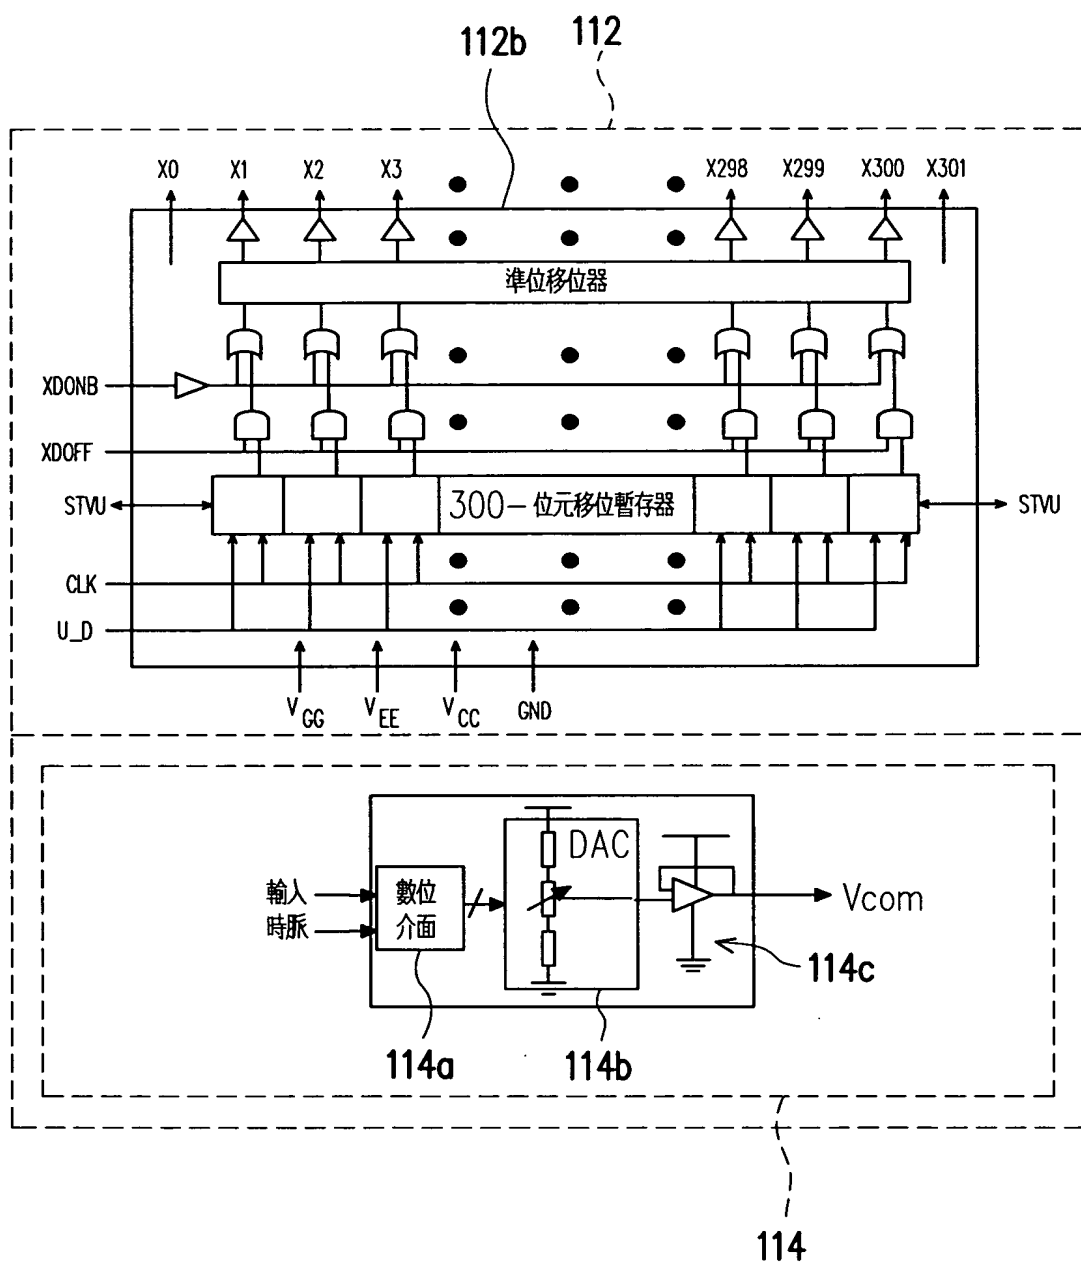 112b
112
X0 X1 X2 X3 X298 X299 X300 X301
準位移位器
XDONB
XDOFF
STVU 300-位元移位暫存器 STVU
CLK
U_D
VGG VEE VCC GND
DAC
輸入
時脈
數位
介面
Vcom
114c
114a
114b
114